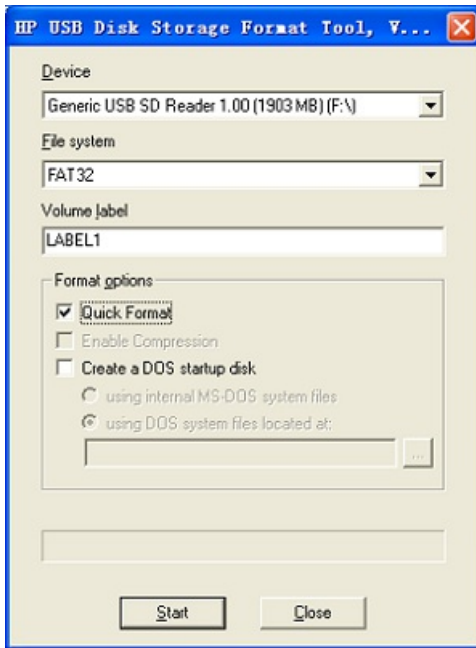 HP USB Disk Storage Format Tool, V...
Device
Generic USB SD Reader 1.00 (1903 MB) (F:\)
File system
FAT32
Volume label
LABEL1
Format options
Quick Format
Enable Compression
Create a DOS startup disk
using internal MS-DOS system files
using DOS system files located at:
...
Start
Close